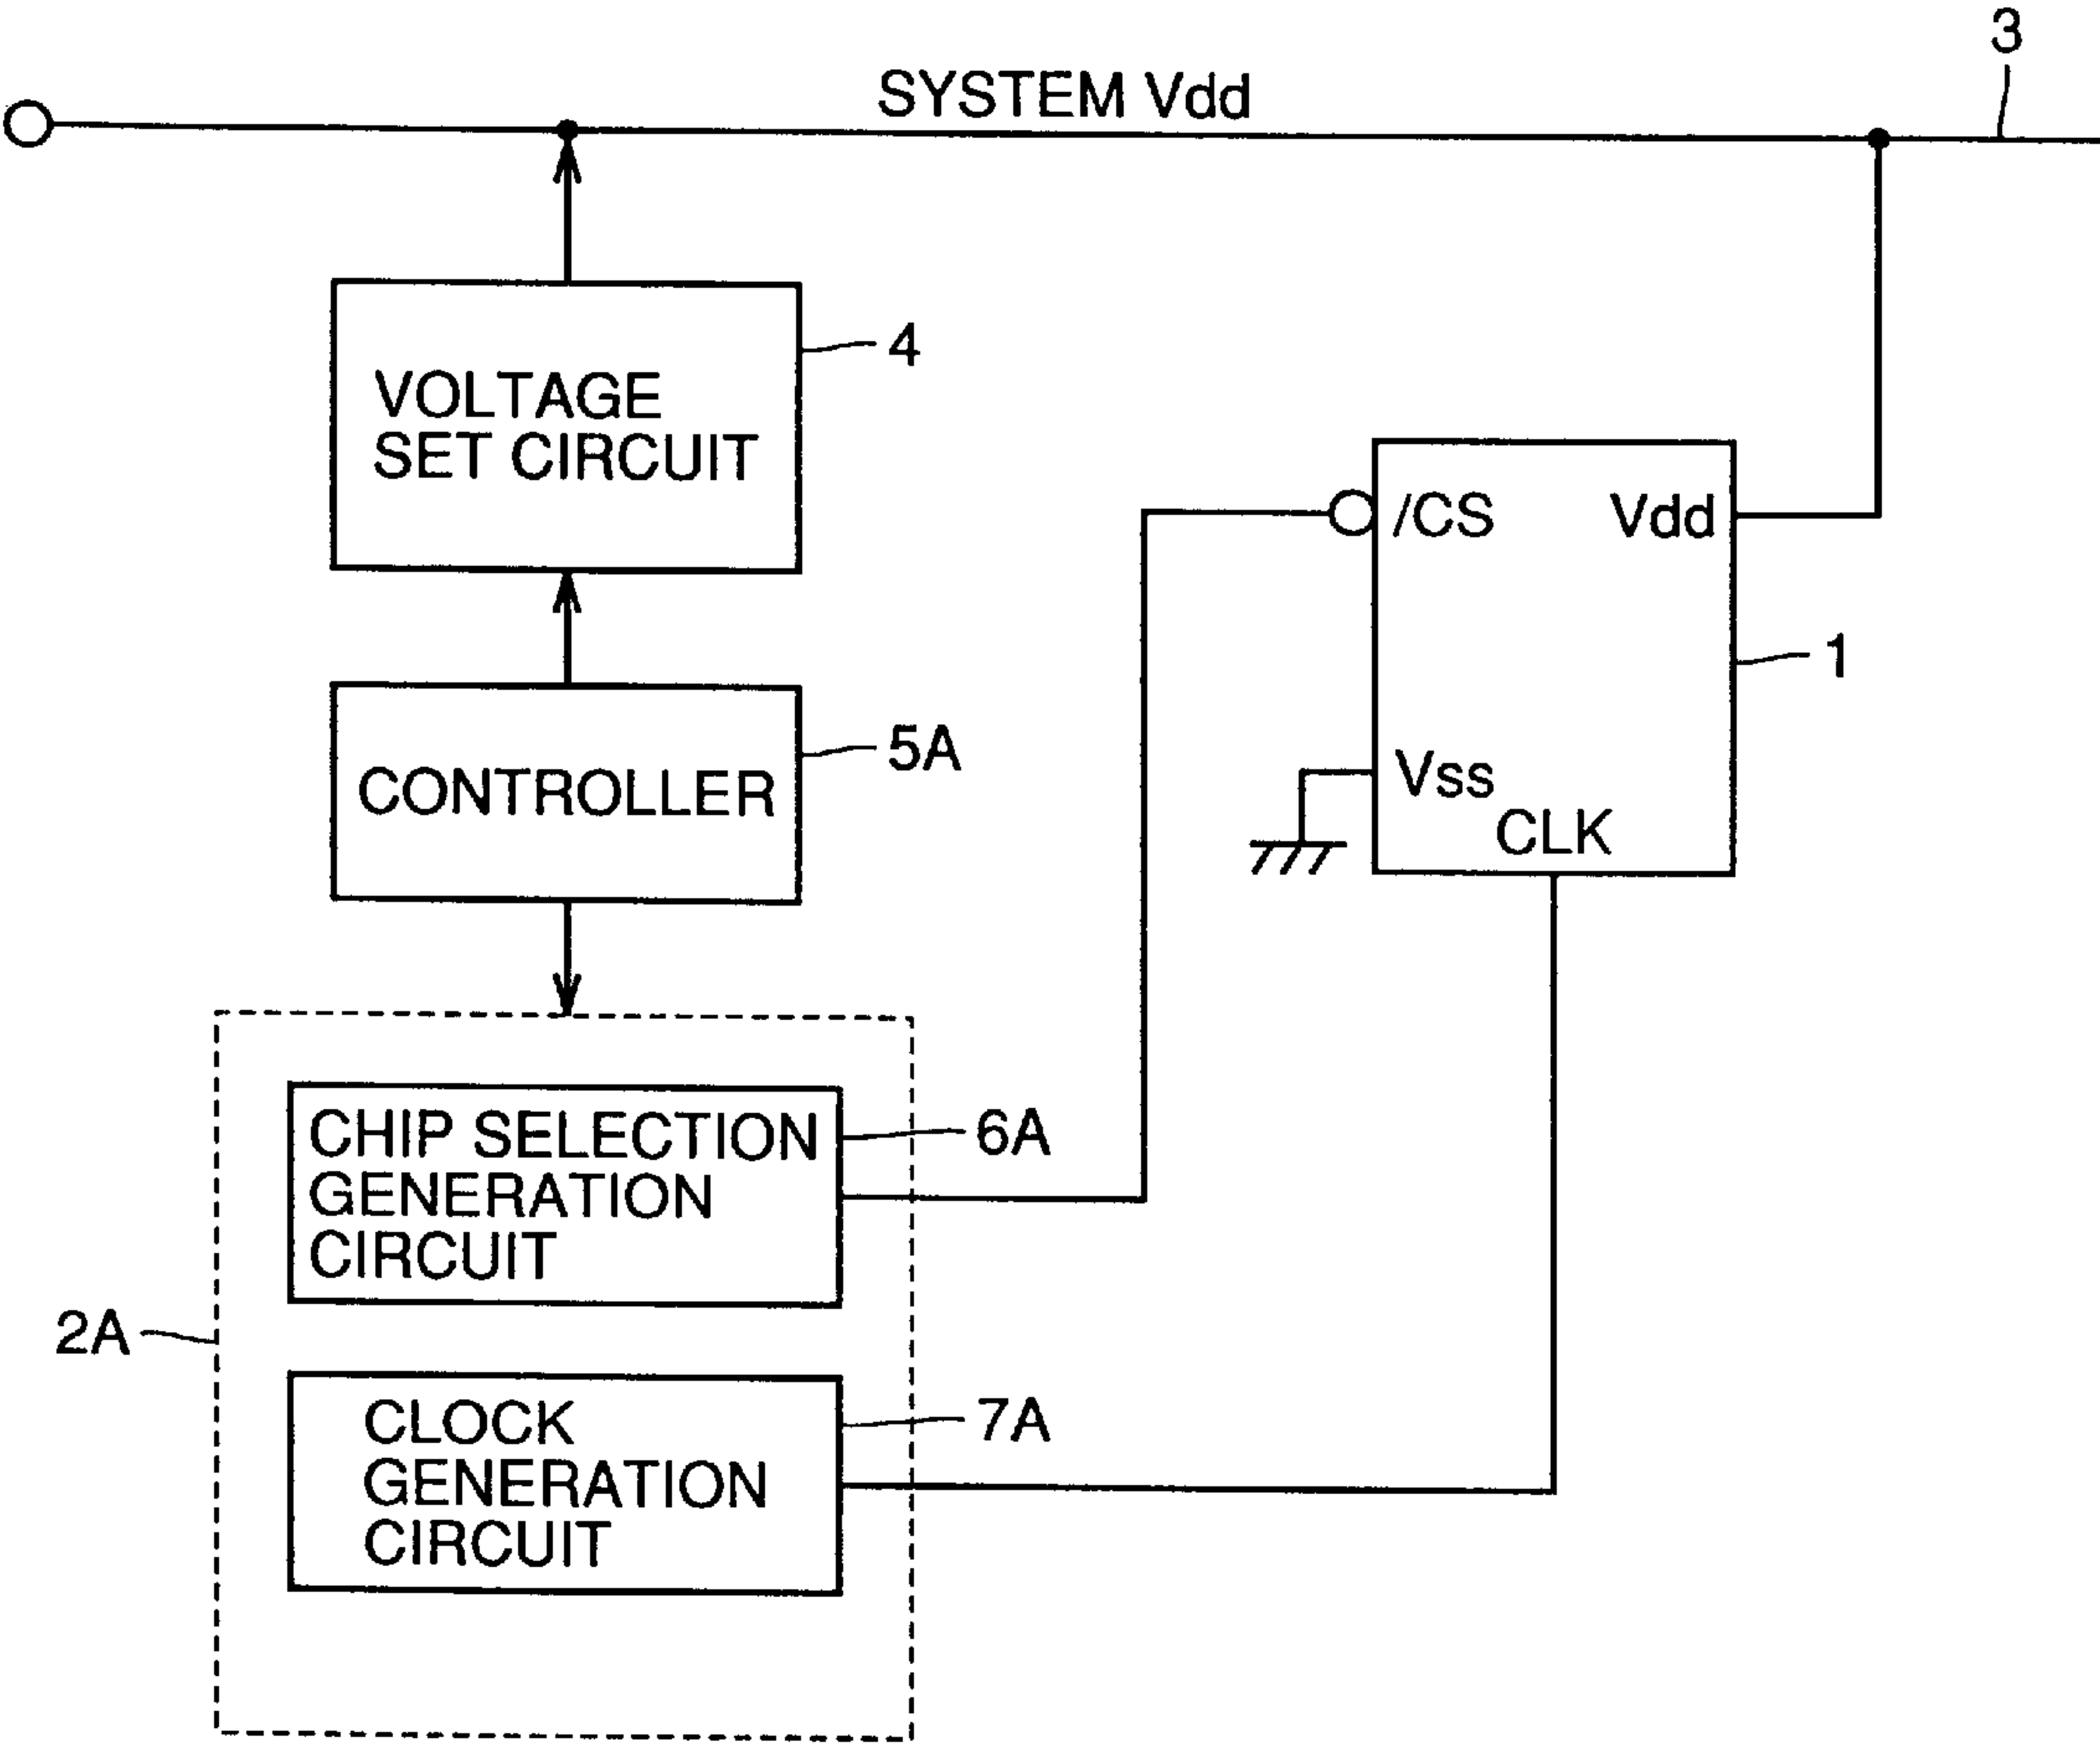 3
SYSTEM Vdd
4
VOLTAGE
SET CIRCUIT
/CS Vdd
1
5A
CONTROLLER
Vss
CLK
6A
CHIP SELECTION
GENERATION
CIRCUIT
2A
7A
CLOCK
GENERATION
CIRCUIT